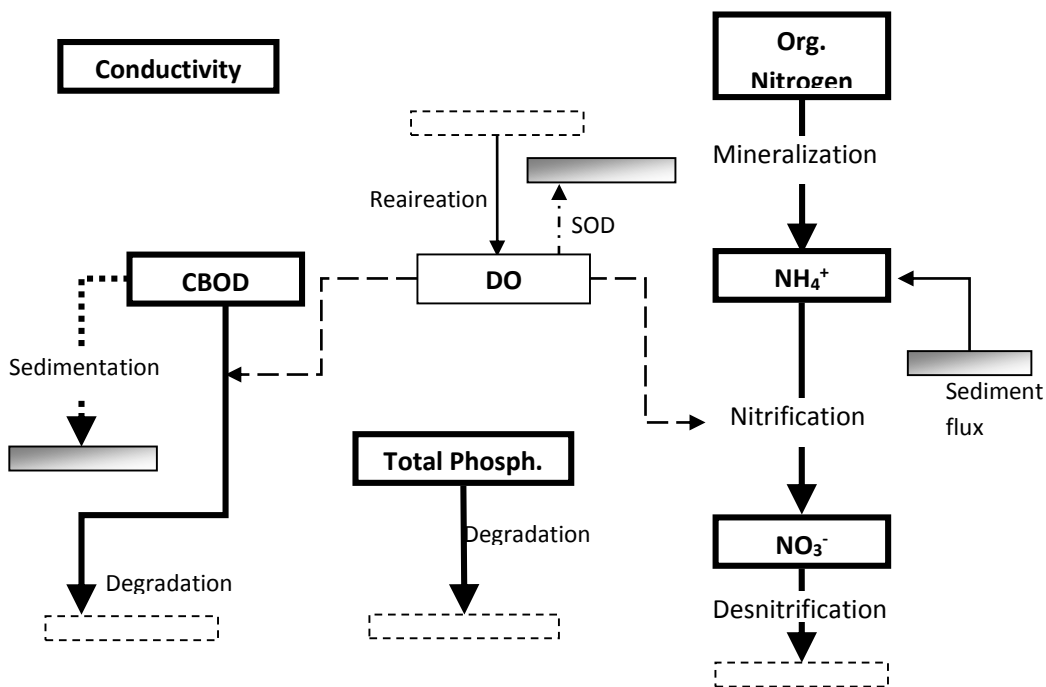 Conductivity
Org.
Nitrogen
Mineralization
Reaireation
SOD
CBOD
DO
NH₄⁺
Sedimentation
Sediment
flux
Nitrification
Total Phosph.
Degradation
NO₃⁻
Degradation
Desnitrification